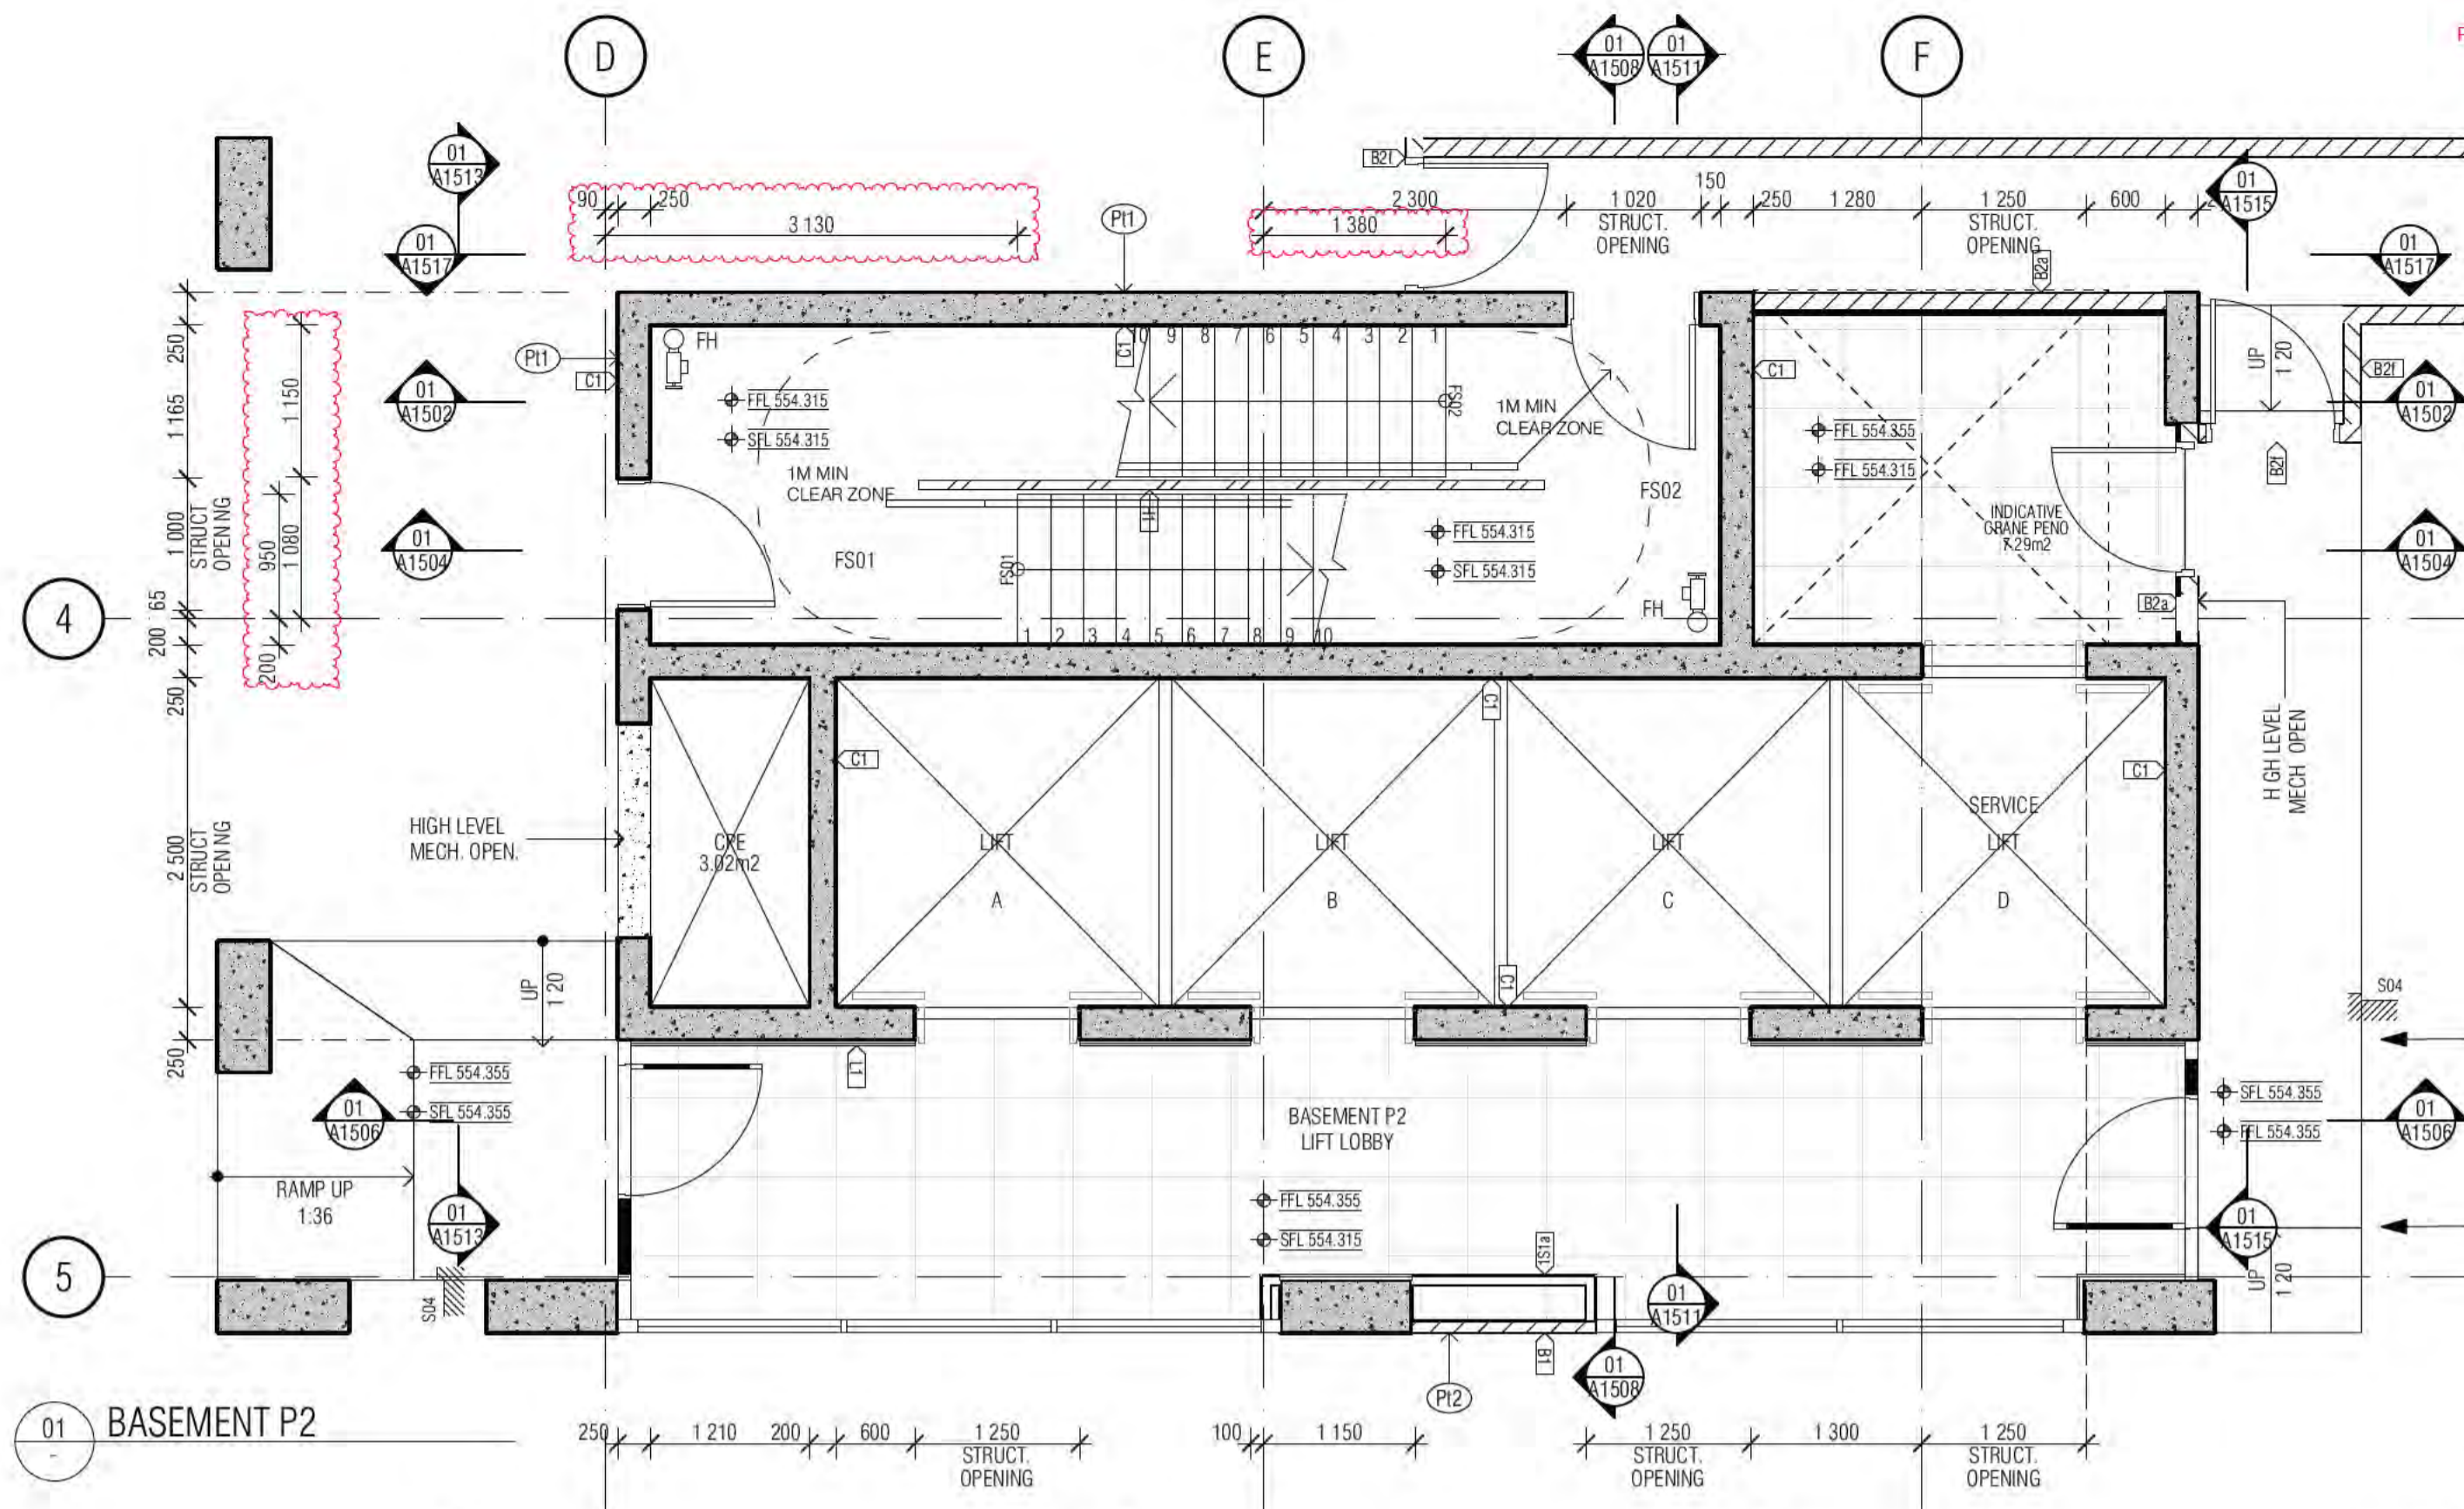 D
E
F
01
A1508
01
A1511
01
A1513
01
A1517
01
A1515
01
A1517
B2f
90
250
3 130
Pt1
2 300
1 380
1 020
STRUCT.
OPENING
150
250
1 280
1 250
STRUCT.
OPENING
600
B2a
250
1 165
1 000
STRUCT
OPEN NG
65
200
250
2 500
STRUCT
OPEN NG
250
1 150
950
1 080
200
01
A1502
01
A1504
Pt1
C1
FH
FFL 554.315
SFL 554.315
1M MIN
CLEAR ZONE
FS01
C1
10 9 8 7 6 5 4 3 2 1
FS02
1M MIN
CLEAR ZONE
FS02
H1
FS01
FFL 554.315
SFL 554.315
FH
1 2 3 4 5 6 7 8 9 10
C1
FFL 554.355
FFL 554.315
INDICATIVE
CRANE PENO
7.29m2
UP
1 20
B2f
B2f
01
A1502
01
A1504
B2a
H GH LEVEL
MECH OPEN
4
HIGH LEVEL
MECH. OPEN.
CPE
3.02m2
C1
LIFT
A
LIFT
B
C1
C1
LIFT
C
SERVICE
LIFT
D
C1
S04
UP
1 20
L1
FFL 554.355
SFL 554.355
01
A1506
RAMP UP
1:36
01
A1513
S04
BASEMENT P2
LIFT LOBBY
FFL 554.355
SFL 554.315
1S1a
01
A1511
SFL 554.355
FFL 554.355
01
A1506
01
A1515
UP
1 20
5
B1
Pt2
01
A1508
01
-
BASEMENT P2
250
1 210
200
600
1 250
STRUCT.
OPENING
100
1 150
1 250
STRUCT.
OPENING
1 300
1 250
STRUCT.
OPENING